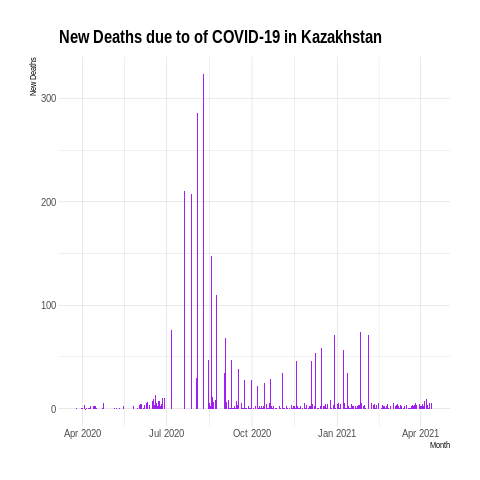 New Deaths due to of COVID-19 in Kazakhstan
New Deaths
300
200
100
0
Apr 2020 Jul 2020 Oct 2020 Jan 2021 Apr 2021
Month